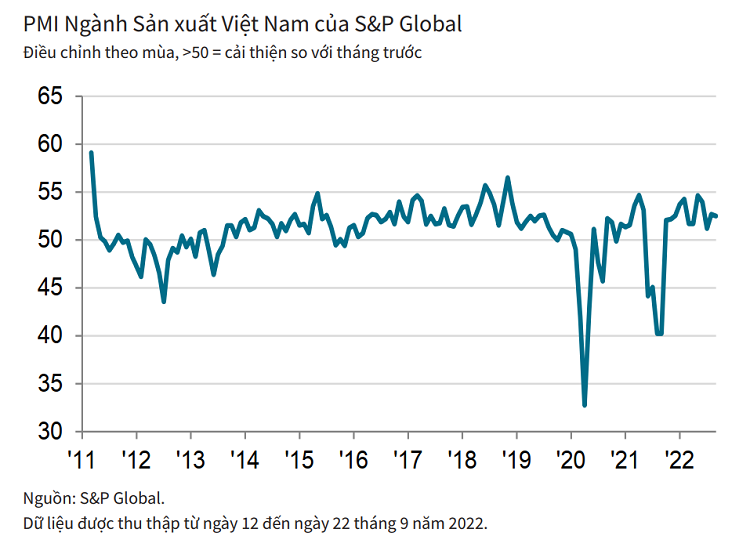 PMI Ngành Sản xuất Việt Nam của S&P Global
Điều chỉnh theo mùa, >50 = cải thiện so với tháng trước
65
60
55
50
45
40
35
30
'11 '12 '13 '14 '15 '16 '17 '18 '19 '20 '21 '22
Nguồn: S&P Global.
Dữ liệu được thu thập từ ngày 12 đến ngày 22 tháng 9 năm 2022.